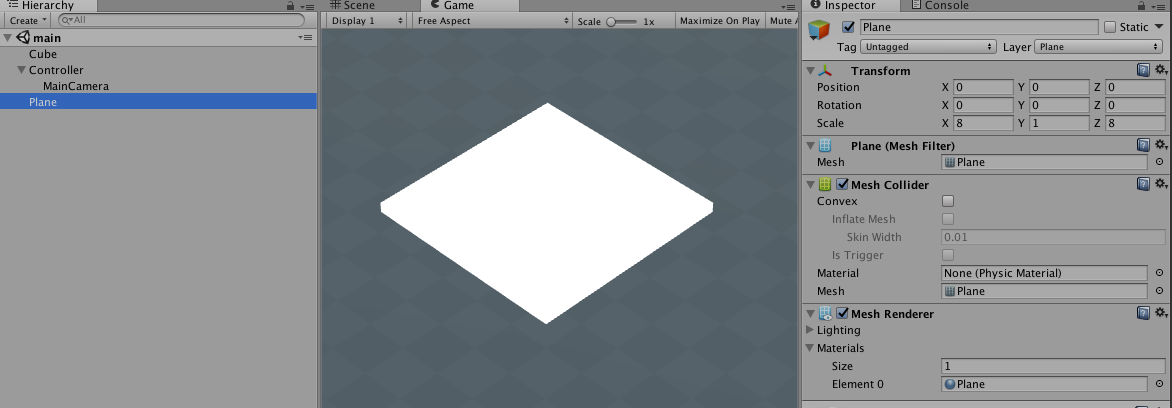 Hierarchy
Create
All
main
Cube
Controller
MainCamera
Plane
Scene
Game
Display 1
Free Aspect
Scale
1x
Maximize On Play
Mute A
Inspector
Console
Plane
Static
Tag
Untagged
Layer
Plane
Transform
Position X 0 Y 0 Z 0
Rotation X 0 Y 0 Z 0
Scale X 8 Y 1 Z 8
Plane (Mesh Filter)
Mesh Plane
Mesh Collider
Convex
Inflate Mesh
Skin Width 0.01
Is Trigger
Material None (Physic Material)
Mesh Plane
Mesh Renderer
Lighting
Materials
Size 1
Element 0 Plane